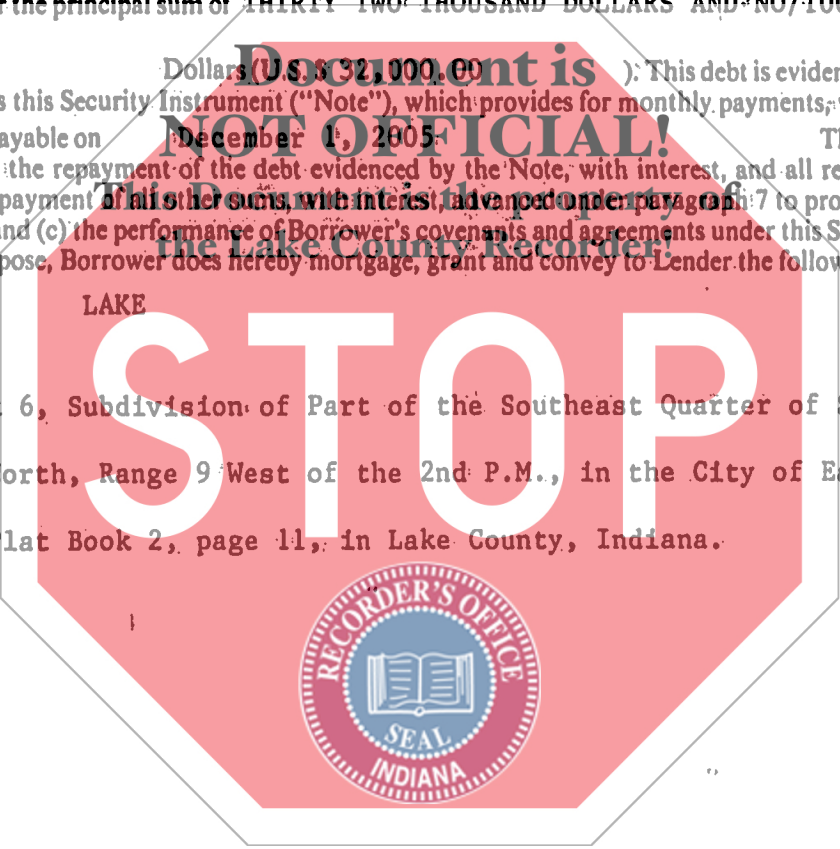 the principal sum of THIRTY TWO THOUSAND DOLLARS AND NO/100
Document is
Dollars (U.S. $ 32,000.00 ). This debt is eviden
s this Security Instrument ("Note"), which provides for monthly payments,
NOT OFFICIAL!
ayable on December 1, 2005
the repayment of the debt evidenced by the Note, with interest, and all re
This Document is the property of
payment of all other sums, with interest, advanced under paragraph 7 to pro
nd (c) the performance of Borrower's covenants and agreements under this S
the Lake County Recorder!
pose, Borrower does hereby mortgage, grant and convey to Lender the follow
LAKE
STOP
6, Subdivision of Part of the Southeast Quarter of
orth, Range 9 West of the 2nd P.M., in the City of Ea
lat Book 2, page 11, in Lake County, Indiana.
RECORDER'S OFFICE
SEAL
INDIANA